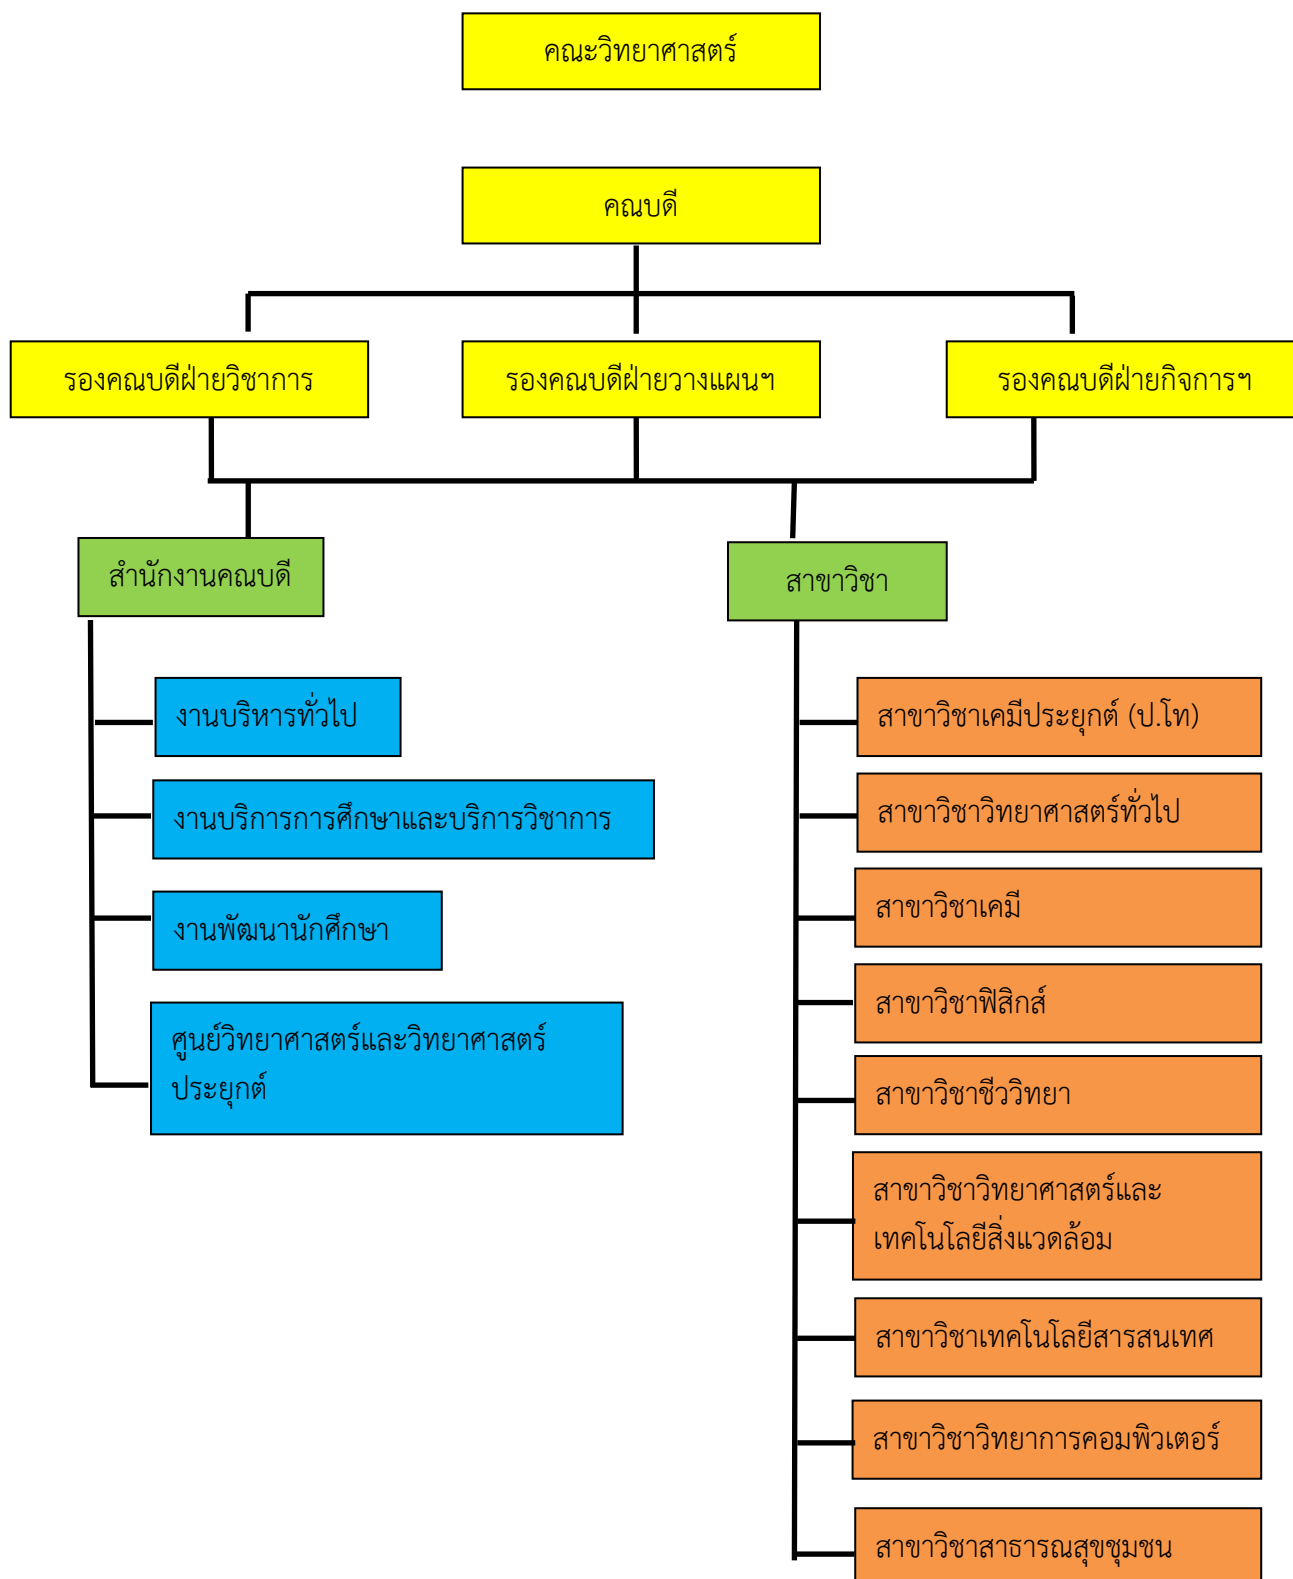 คณะวิทยาศาสตร์
คณบดี
รองคณบดีฝ่ายวิชาการ
รองคณบดีฝ่ายวางแผนฯ
รองคณบดีฝ่ายกิจการฯ
สำนักงานคณบดี
งานบริหารทั่วไป
งานบริการการศึกษาและบริการวิชาการ
งานพัฒนานักศึกษา
ศูนย์วิทยาศาสตร์และวิทยาศาสตร์
ประยุกต์
สาขาวิชา
สาขาวิชาเคมีประยุกต์ (ป.โท)
สาขาวิชาวิทยาศาสตร์ทั่วไป
สาขาวิชาเคมี
สาขาวิชาฟิสิกส์
สาขาวิชาชีววิทยา
สาขาวิชาวิทยาศาสตร์และ
เทคโนโลยีสิ่งแวดล้อม
สาขาวิชาเทคโนโลยีสารสนเทศ
สาขาวิชาวิทยาการคอมพิวเตอร์
สาขาวิชาสาธารณสุขชุมชน